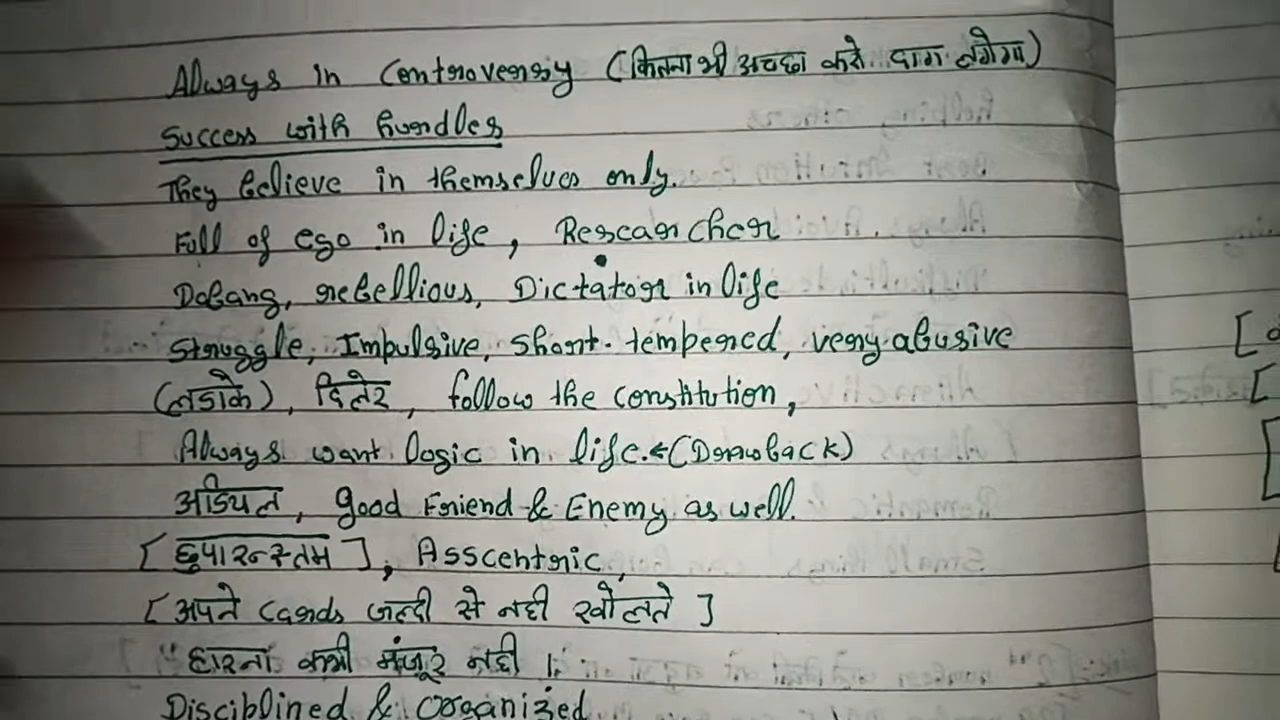 Always in Controversy (कितना भी अच्छा करो दाग लगेगा)
Success with hundles
They believe in themselves only.
Full of ego in life, Researcher
Dabang, rebellious, Dictator in life
Struggle, Impulsive, short-tempered, very abusive
(लडाके), दिलेर, follow the constitution,
Always want logic in life.←(Drawback)
अडियल, Good Friend & Enemy as well.
[छुपारुस्तम], Asscentric,
[अपने Cards जल्दी से नही खोलते]
"हारना कभी मंजूर नही।
Disciplined & Organized